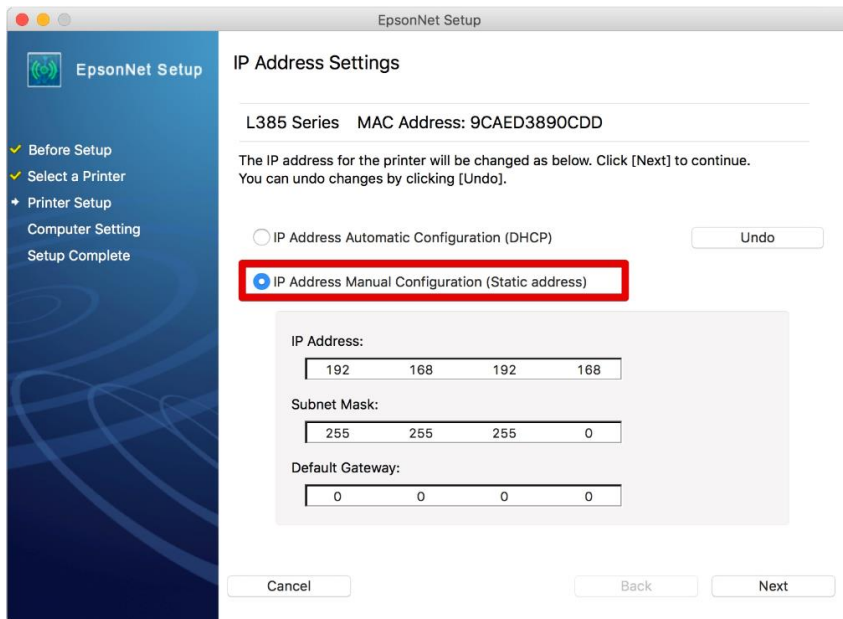 EpsonNet Setup
EpsonNet Setup
Before Setup
Select a Printer
Printer Setup
Computer Setting
Setup Complete
IP Address Settings
L385 Series MAC Address: 9CAED3890CDD
The IP address for the printer will be changed as below. Click [Next] to continue.
You can undo changes by clicking [Undo].
IP Address Automatic Configuration (DHCP)
Undo
IP Address Manual Configuration (Static address)
IP Address:
192 168 192 168
Subnet Mask:
255 255 255 0
Default Gateway:
0 0 0 0
Cancel
Back
Next